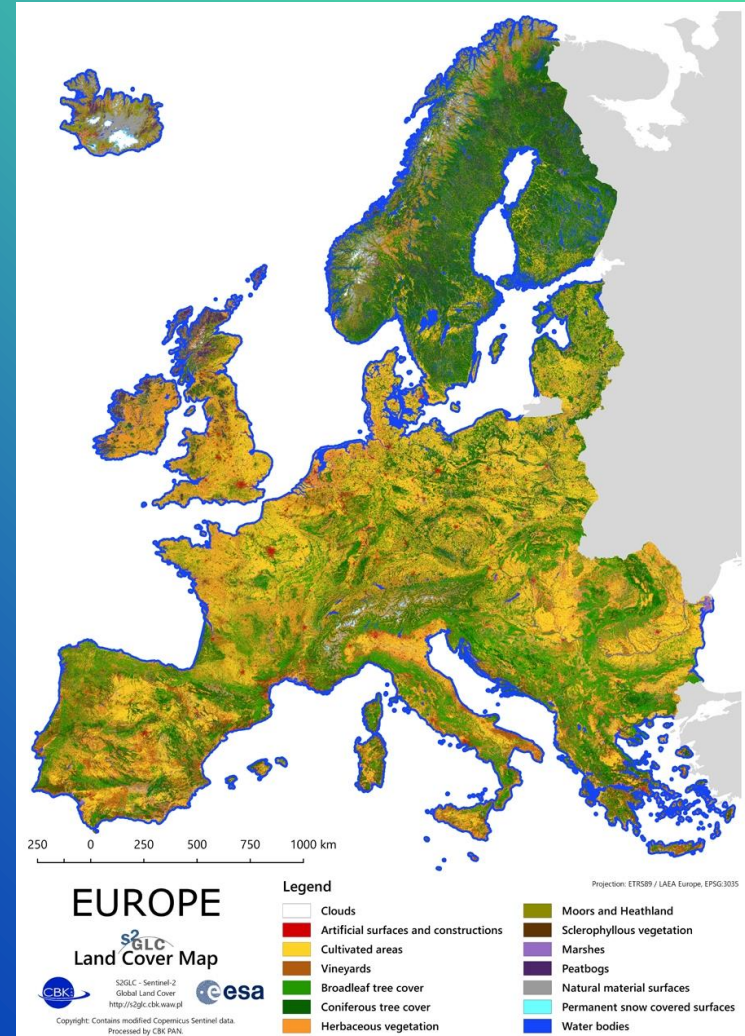 250 0 250 500 750 1000 km
Projection: ETRS89 / LAEA Europe, EPSG:3035
EUROPE
S2GLC
Land Cover Map
CBK
S2GLC - Sentinel-2
Global Land Cover
http://s2glc.cbk.waw.pl
esa
Copyright: Contains modified Copernicus Sentinel data.
Processed by CBK PAN.
Legend
Clouds
Artificial surfaces and constructions
Cultivated areas
Vineyards
Broadleaf tree cover
Coniferous tree cover
Herbaceous vegetation
Moors and Heathland
Sclerophyllous vegetation
Marshes
Peatbogs
Natural material surfaces
Permanent snow covered surfaces
Water bodies